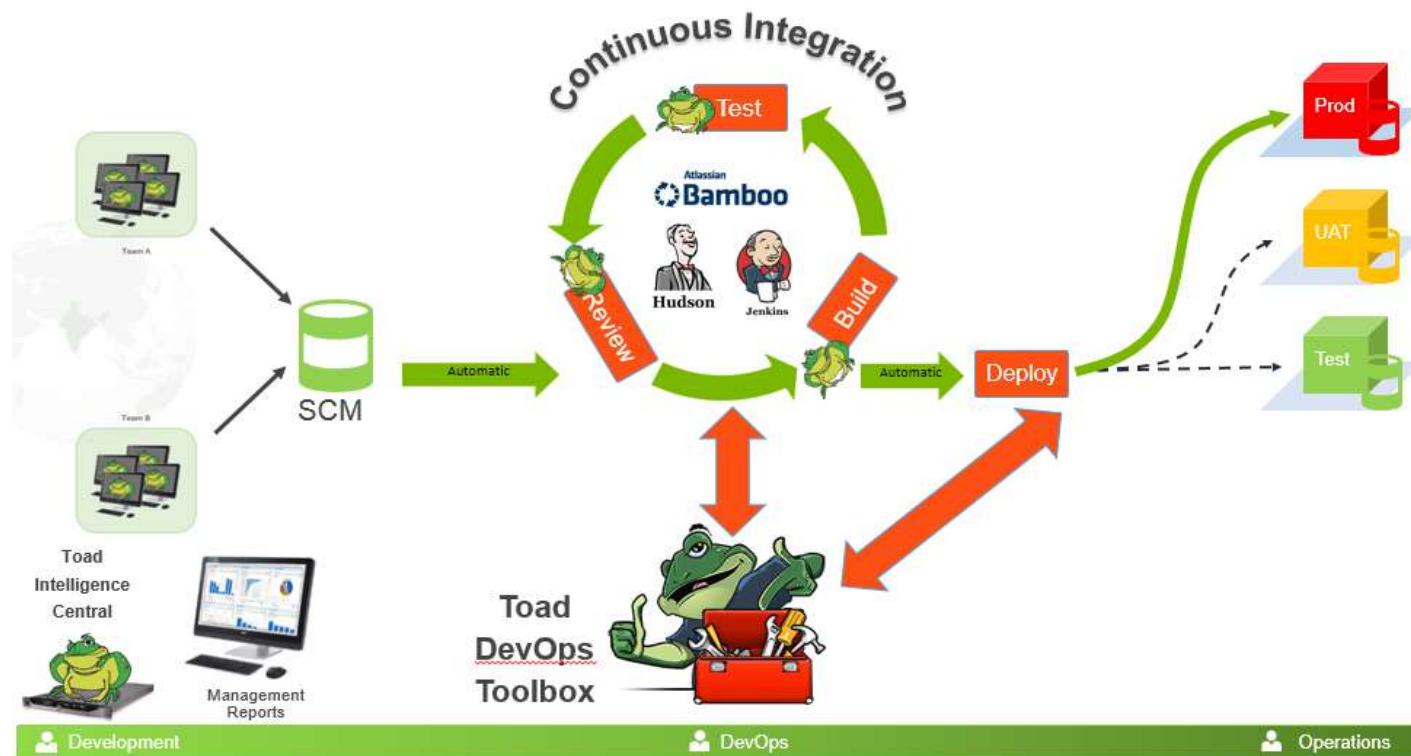 Continuous Integration
Test
Atlassian
Bamboo
Hudson
Jenkins
Review
Build
Team A
Team B
SCM
Automatic
Automatic
Deploy
Prod
UAT
Test
Toad
Intelligence
Central
Management
Reports
Toad
DevOps
Toolbox
Development
DevOps
Operations